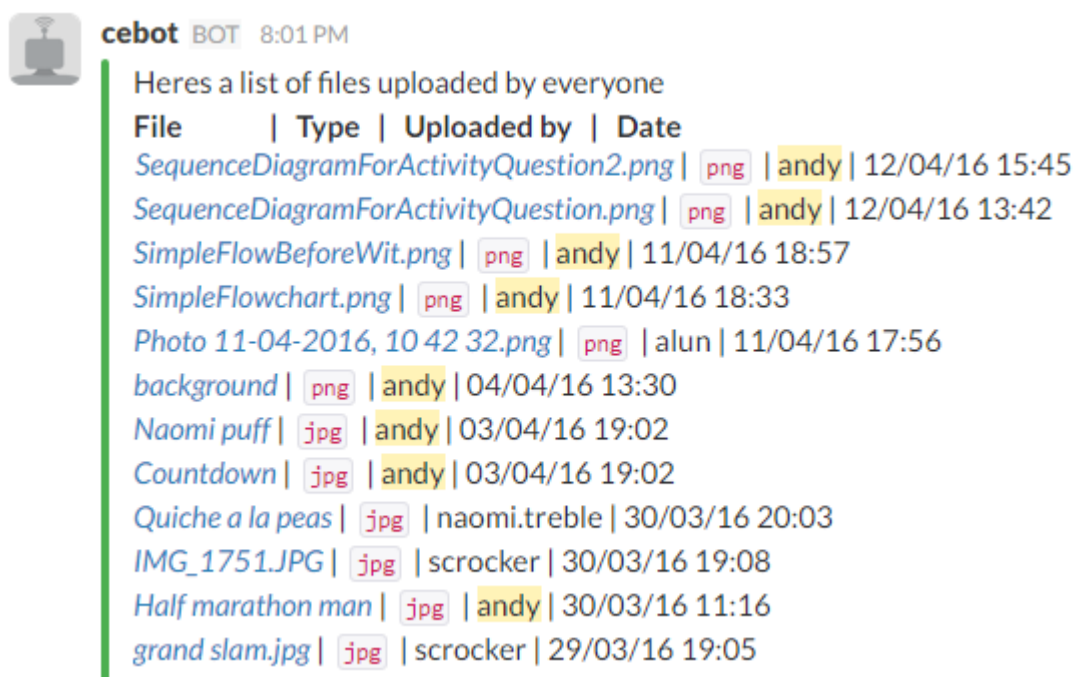 cebot BOT 8:01 PM
Heres a list of files uploaded by everyone
File | Type | Uploaded by | Date
SequenceDiagramForActivityQuestion2.png | png | andy | 12/04/16 15:45
SequenceDiagramForActivityQuestion.png | png | andy | 12/04/16 13:42
SimpleFlowBeforeWit.png | png | andy | 11/04/16 18:57
SimpleFlowchart.png | png | andy | 11/04/16 18:33
Photo 11-04-2016, 10 42 32.png | png | alun | 11/04/16 17:56
background | png | andy | 04/04/16 13:30
Naomi puff | jpg | andy | 03/04/16 19:02
Countdown | jpg | andy | 03/04/16 19:02
Quiche a la peas | jpg | naomi.treble | 30/03/16 20:03
IMG_1751.JPG | jpg | scrocker | 30/03/16 19:08
Half marathon man | jpg | andy | 30/03/16 11:16
grand slam.jpg | jpg | scrocker | 29/03/16 19:05